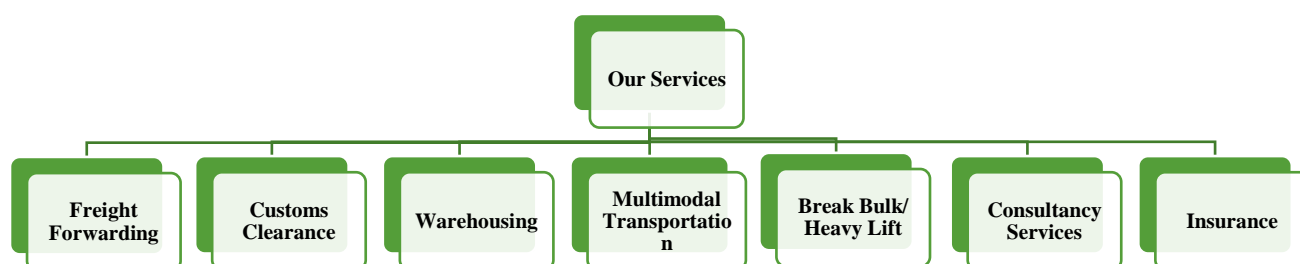 Our Services
Freight
Forwarding
Customs
Clearance
Warehousing
Multimodal
Transportatio
n
Break Bulk/
Heavy Lift
Consultancy
Services
Insurance